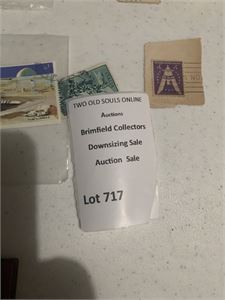 TWO OLD SOULS ONLINE
Auctions
Brimfield Collectors
Downsizing Sale
Auction Sale
Lot 717